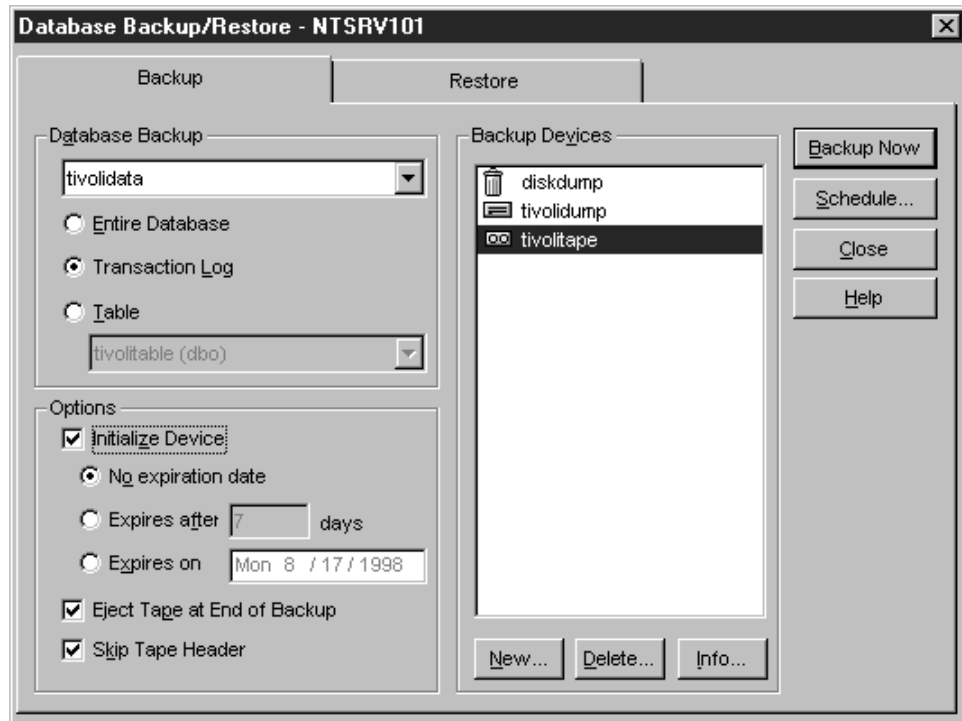 Database Backup/Restore - NTSRV101
Backup
Restore
Database Backup
tivolidata
Entire Database
Transaction Log
Table
tivolitable (dbo)
Options
Initialize Device
No expiration date
Expires after 7 days
Expires on Mon 8 / 17 / 1998
Eject Tape at End of Backup
Skip Tape Header
Backup Devices
diskdump
tivolidump
tivolitape
New...
Delete...
Info...
Backup Now
Schedule...
Close
Help